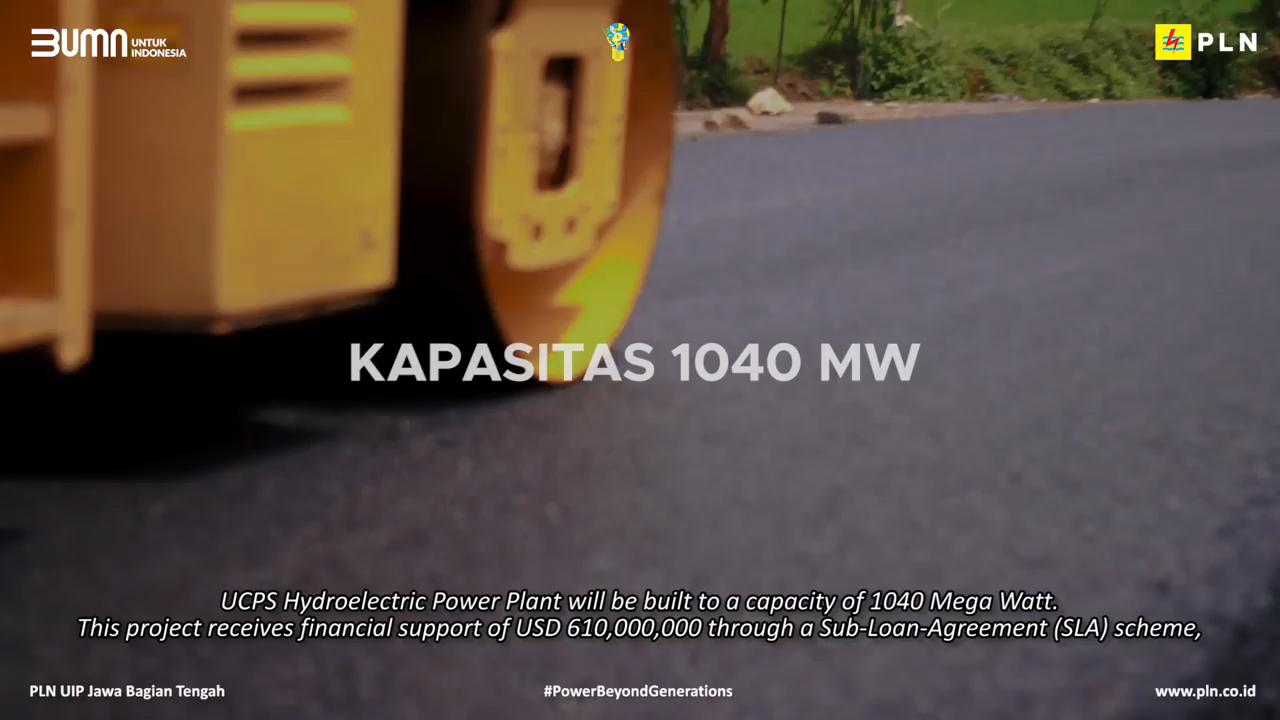 BUMN UNTUK
INDONESIA
PLN
KAPASITAS 1040 MW
UCPS Hydroelectric Power Plant will be built to a capacity of 1040 Mega Watt.
This project receives financial support of USD 610,000,000 through a Sub-Loan-Agreement (SLA) scheme,
PLN UIP Jawa Bagian Tengah
#PowerBeyondGenerations
www.pln.co.id